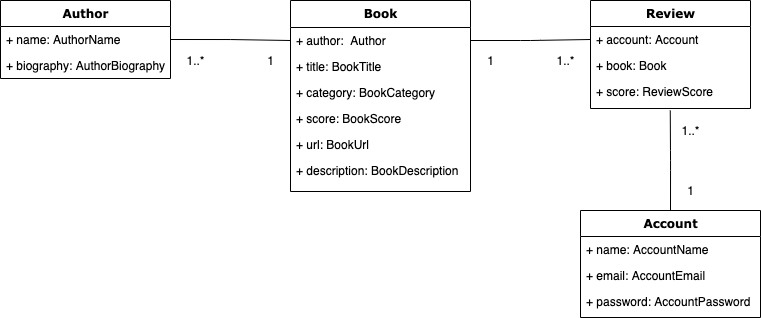 Author
+ name: AuthorName
+ biography: AuthorBiography
1..*
1
Book
+ author:  Author
+ title: BookTitle
+ category: BookCategory
+ score: BookScore
+ url: BookUrl
+ description: BookDescription
1
1..*
Review
+ account: Account
+ book: Book
+ score: ReviewScore
1..*
1
Account
+ name: AccountName
+ email: AccountEmail
+ password: AccountPassword